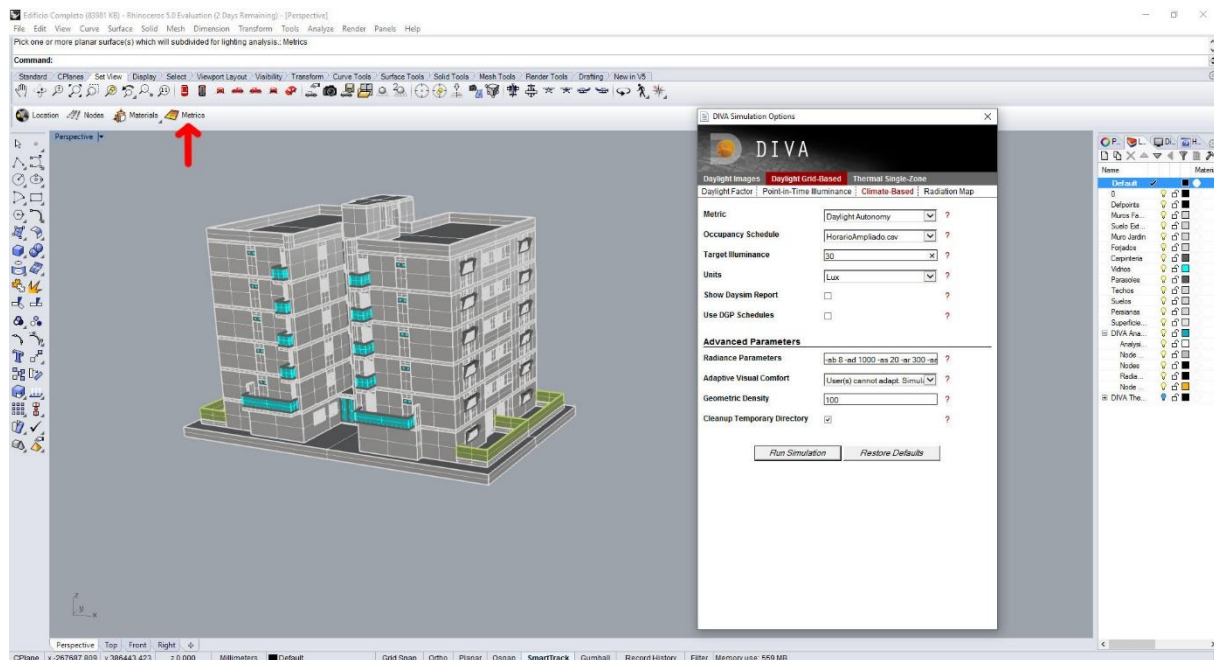 Edificio Completo (83981 KB) - Rhinoceros 5.0 Evaluation (2 Days Remaining) - [Perspective]
File Edit View Curve Surface Solid Mesh Dimension Transform Tools Analyze Render Panels Help
Pick one or more planar surface(s) which will subdivided for lighting analysis.: Metrics
Command:
Standard CPlanes Set View Display Select Viewport Layout Visibility Transform Curve Tools Surface Tools Solid Tools Mesh Tools Render Tools Drafting New in V5
Location Nodes Materials Metrics
Perspective
DIVA Simulation Options
DIVA
Daylight Images Daylight Grid-Based Thermal Single-Zone
Daylight Factor Point-in-Time Illuminance Climate-Based Radiation Map
Metric Daylight Autonomy ?
Occupancy Schedule HorarioAmpliado.csv ?
Target Illuminance 30 ?
Units Lux ?
Show Daysim Report ?
Use DGP Schedules ?
Advanced Parameters
Radiance Parameters -ab 8 -ad 1000 -as 20 -ar 300 -aa ?
Adaptive Visual Comfort User(s) cannot adapt. Simul ?
Geometric Density 100 ?
Cleanup Temporary Directory ?
Run Simulation Restore Defaults
Name Materi
Default
0
Defpoints
Muros Fa...
Suelo Ext...
Muro Jardin
Forjados
Carpinteria
Vidrios
Parasoles
Techos
Suelos
Persianas
Superficie...
DIVA Ana...
Analysi...
Node ...
Nodes
Radia...
Node ...
DIVA The...
z
y
x
Perspective Top Front Right
CPlane x -267687.809 y 386443.423 z 0.000 Millimeters Default Grid Snap Ortho Planar Osnap SmartTrack Gumball Record History Filter Memory use: 559 MB